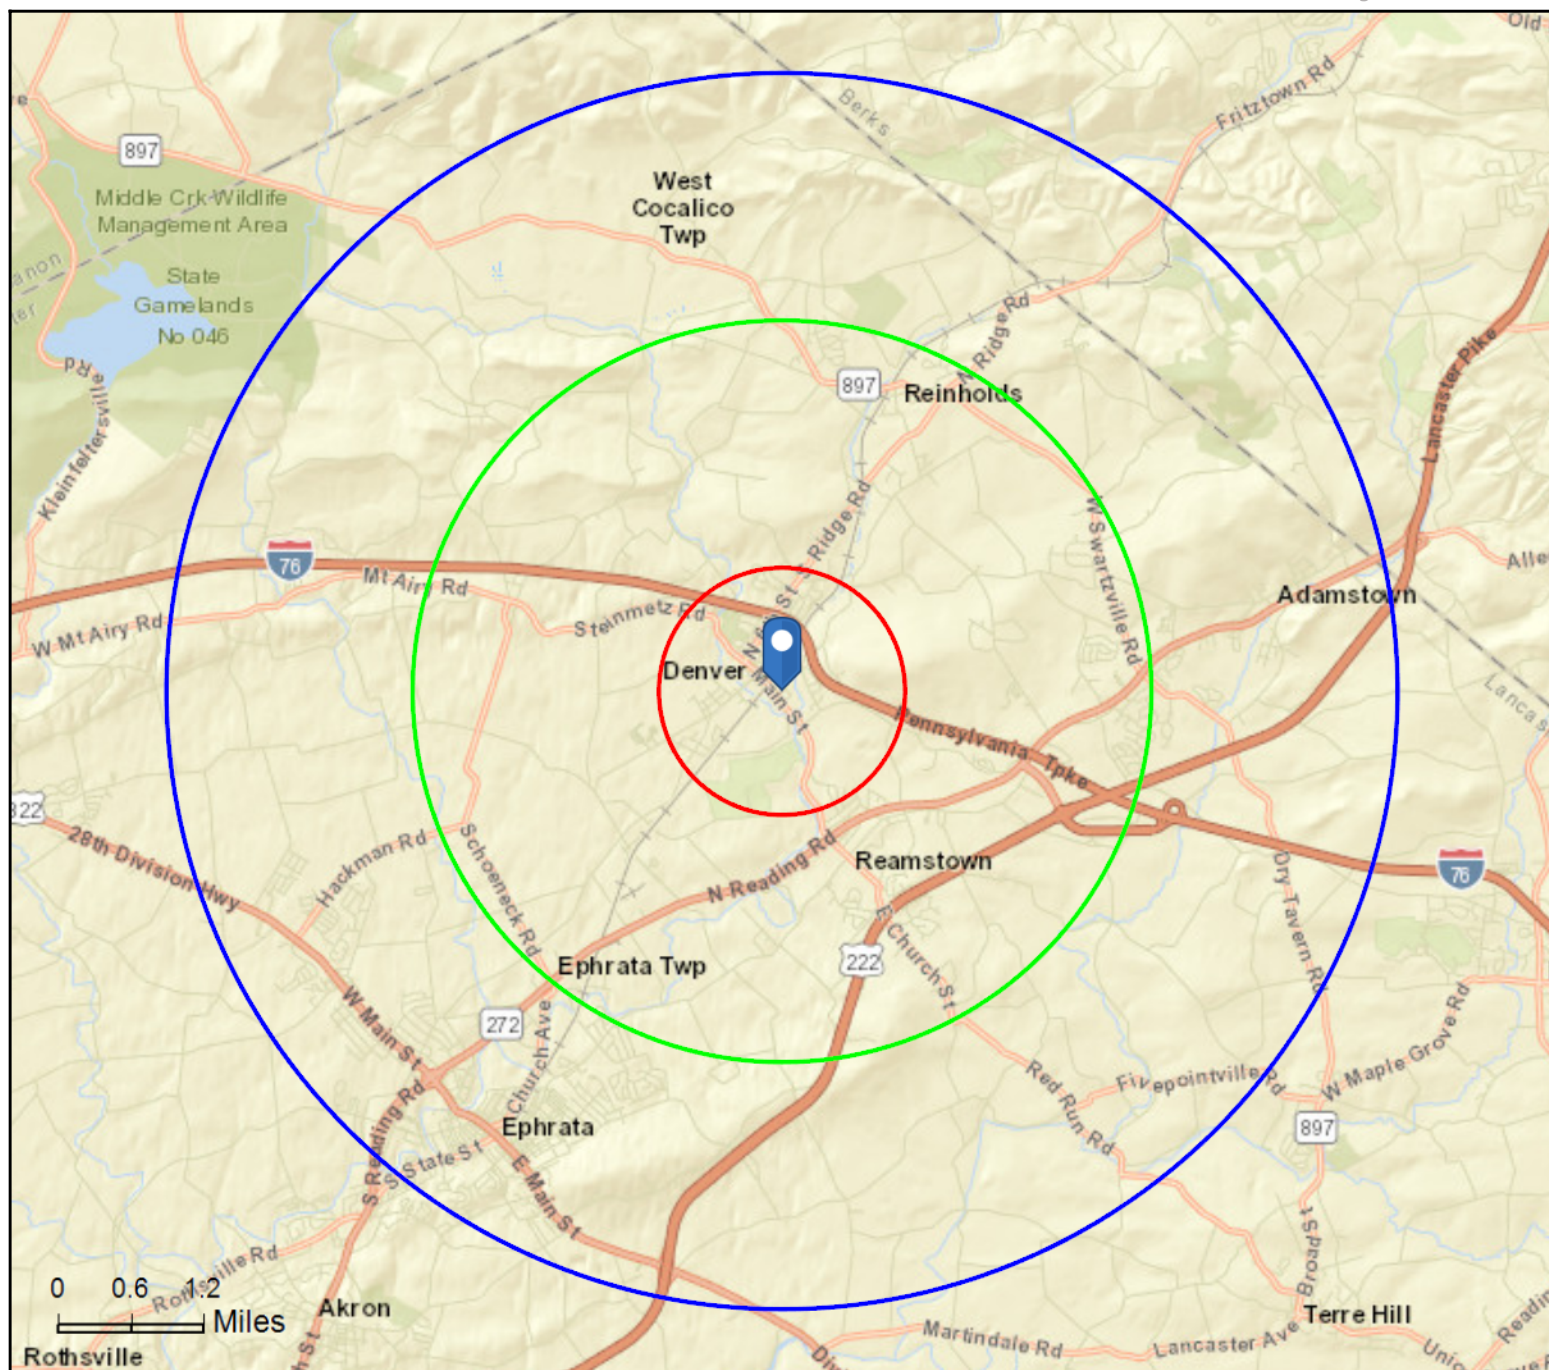 Old
Berks
Fritztown Rd
897
Middle Crk Wildlife
Management Area
State
Gamelands
No 046
West
Cocalico
Twp
Kleinfeltersville Rd
N Ridge Rd
Lancaster Pike
897
Reinholds
S Ridge Rd
W Swartzville Rd
76
Mt Airy Rd
W Mt Airy Rd
Steinmetz Rd
Adamstown
Denver
Main St
Pennsylvania Tpke
322
28th Division Hwy
Hackman Rd
Schoeneck Rd
N Reading Rd
Reamstown
Dry Tavern Rd
76
E Church St
222
Ephrata Twp
272
W Main St
Church Ave
W Maple Grove Rd
Fivepointville Rd
Red Run Rd
897
S Reading Rd
Ephrata
S State St
E Main St
Broad St
Rothsville Rd
0 0.6 1.2
Miles
Akron
Terre Hill
Martindale Rd
Lancaster Ave
Rothsville